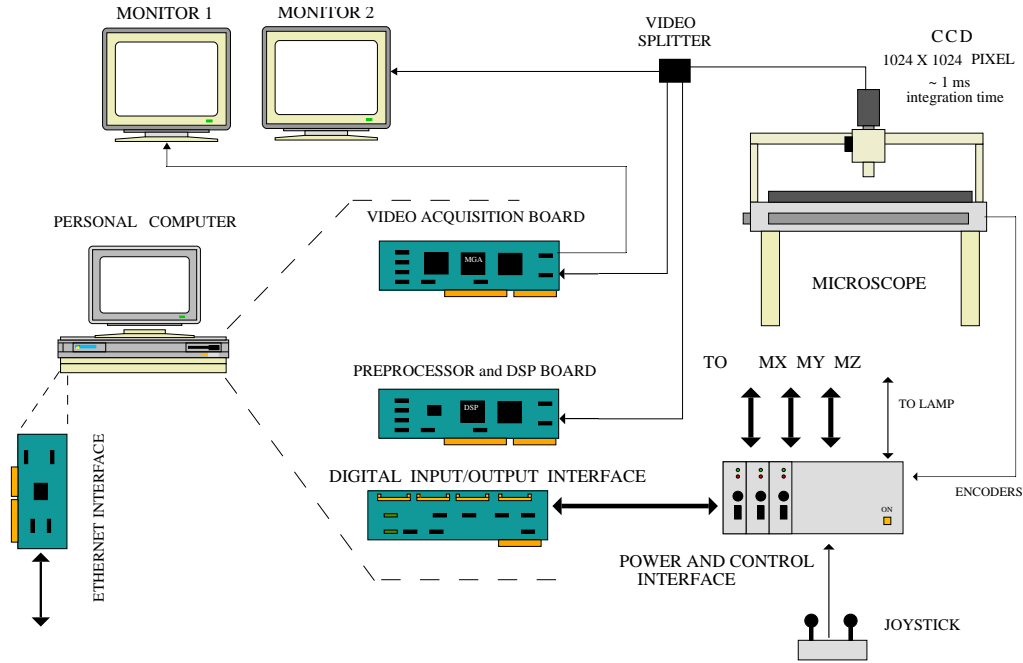 MONITOR 1
MONITOR 2
VIDEO
SPLITTER
CCD
1024 X 1024 PIXEL
~ 1 ms
integration time
PERSONAL COMPUTER
VIDEO ACQUISITION BOARD
MGA
MICROSCOPE
PREPROCESSOR and DSP BOARD
DSP
TO MX MY MZ
TO LAMP
DIGITAL INPUT/OUTPUT INTERFACE
ENCODERS
ON
ETHERNET INTERFACE
POWER AND CONTROL
INTERFACE
JOYSTICK